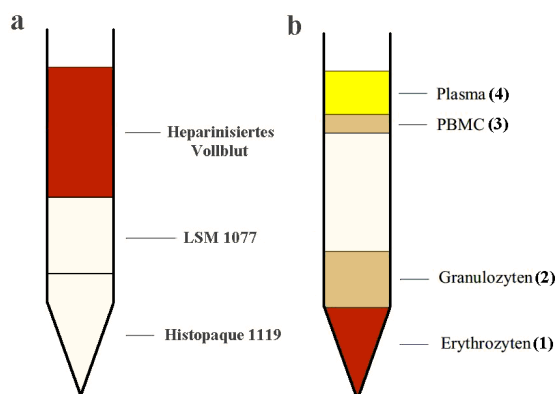 a
Heparinisiertes
Vollblut
LSM 1077
Histopaque 1119
b
Plasma (4)
PBMC (3)
Granulozyten (2)
Erythrozyten (1)